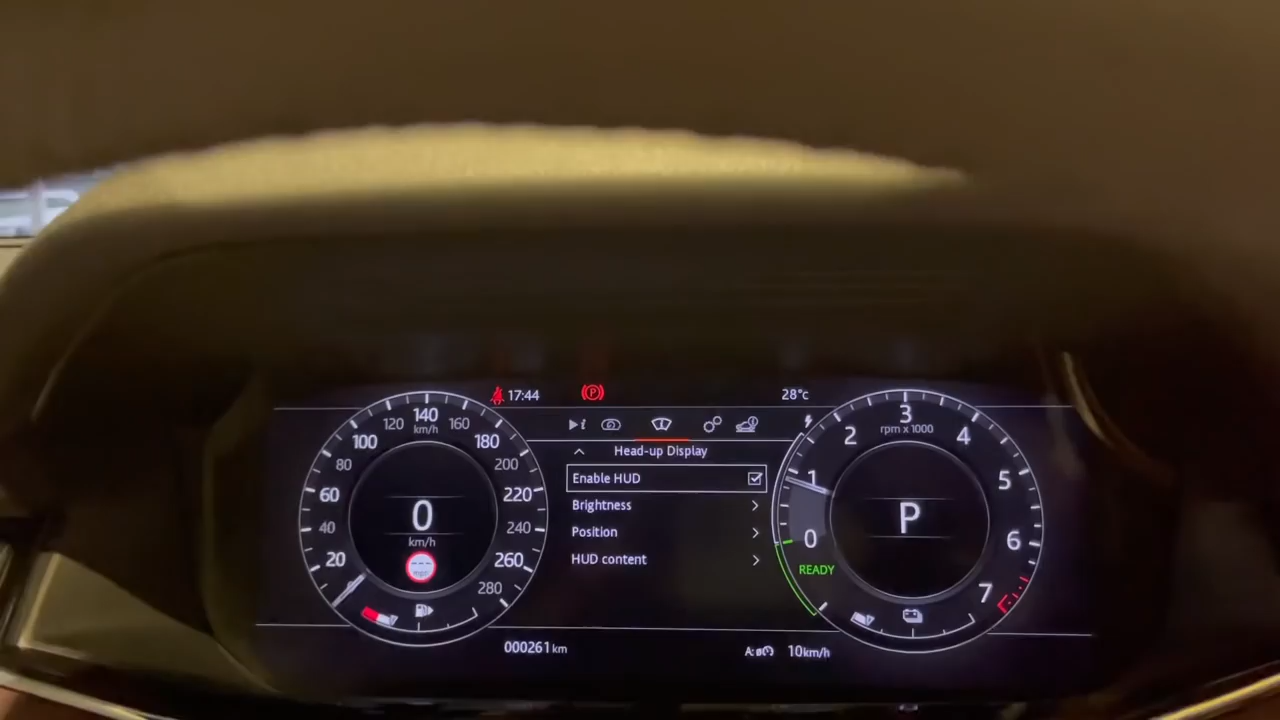 17:44
P
28°c
Head-up Display
Enable HUD
Brightness
Position
HUD content
20
40
60
80
100
120
140
160
180
200
220
240
260
280
km/h
0
km/h
0
1
2
3
4
5
6
7
rpm x 1000
P
READY
000261 km
A:
10km/h